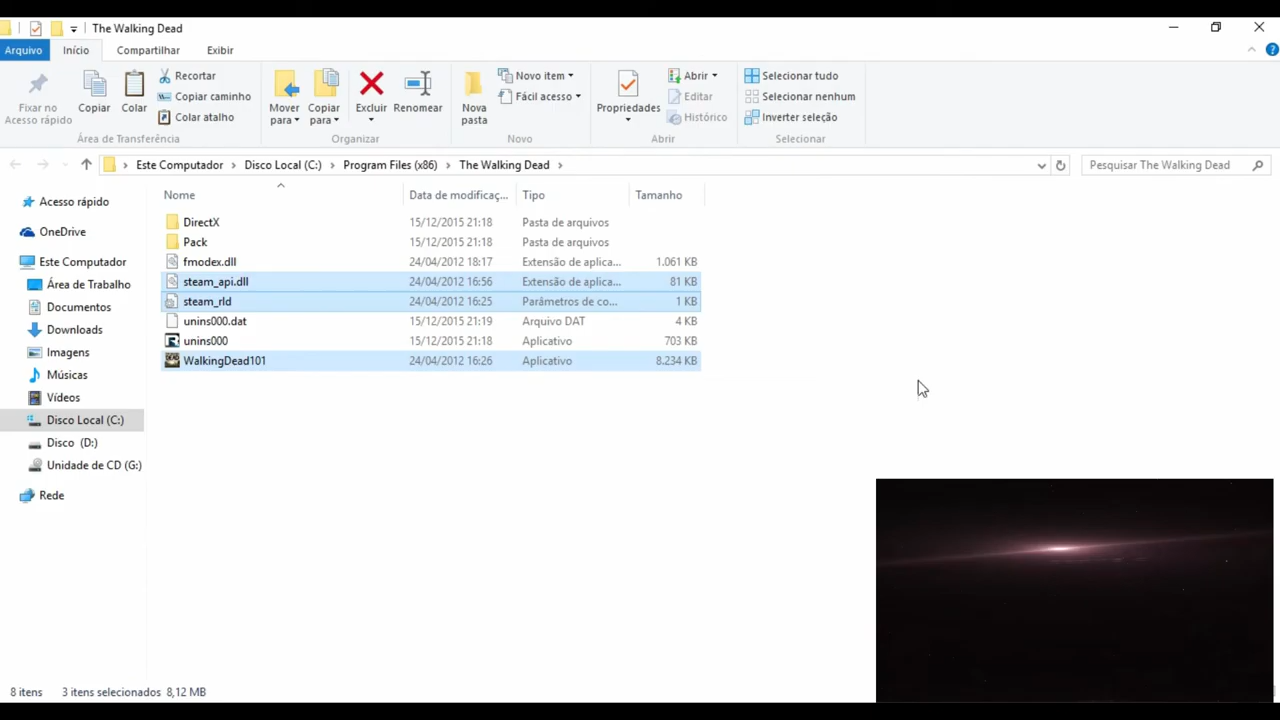 The Walking Dead
Arquivo Início Compartilhar Exibir
Fixar no Acesso rápido
Copiar
Colar
Recortar
Copiar caminho
Colar atalho
Área de Transferência
Mover para
Copiar para
Excluir
Renomear
Organizar
Nova pasta
Novo item
Fácil acesso
Novo
Propriedades
Abrir
Editar
Histórico
Abrir
Selecionar tudo
Selecionar nenhum
Inverter seleção
Selecionar
Este Computador Disco Local (C:) Program Files (x86) The Walking Dead
Pesquisar The Walking Dead
Acesso rápido
OneDrive
Este Computador
Área de Trabalho
Documentos
Downloads
Imagens
Músicas
Vídeos
Disco Local (C:)
Disco (D:)
Unidade de CD (G:)
Rede
Nome Data de modificaç... Tipo Tamanho
DirectX 15/12/2015 21:18 Pasta de arquivos
Pack 15/12/2015 21:18 Pasta de arquivos
fmodex.dll 24/04/2012 18:17 Extensão de aplica... 1.061 KB
steam_api.dll 24/04/2012 16:56 Extensão de aplica... 81 KB
steam_rld 24/04/2012 16:25 Parâmetros de co... 1 KB
unins000.dat 15/12/2015 21:19 Arquivo DAT 4 KB
unins000 15/12/2015 21:18 Aplicativo 703 KB
WalkingDead101 24/04/2012 16:26 Aplicativo 8.234 KB
8 itens 3 itens selecionados 8,12 MB